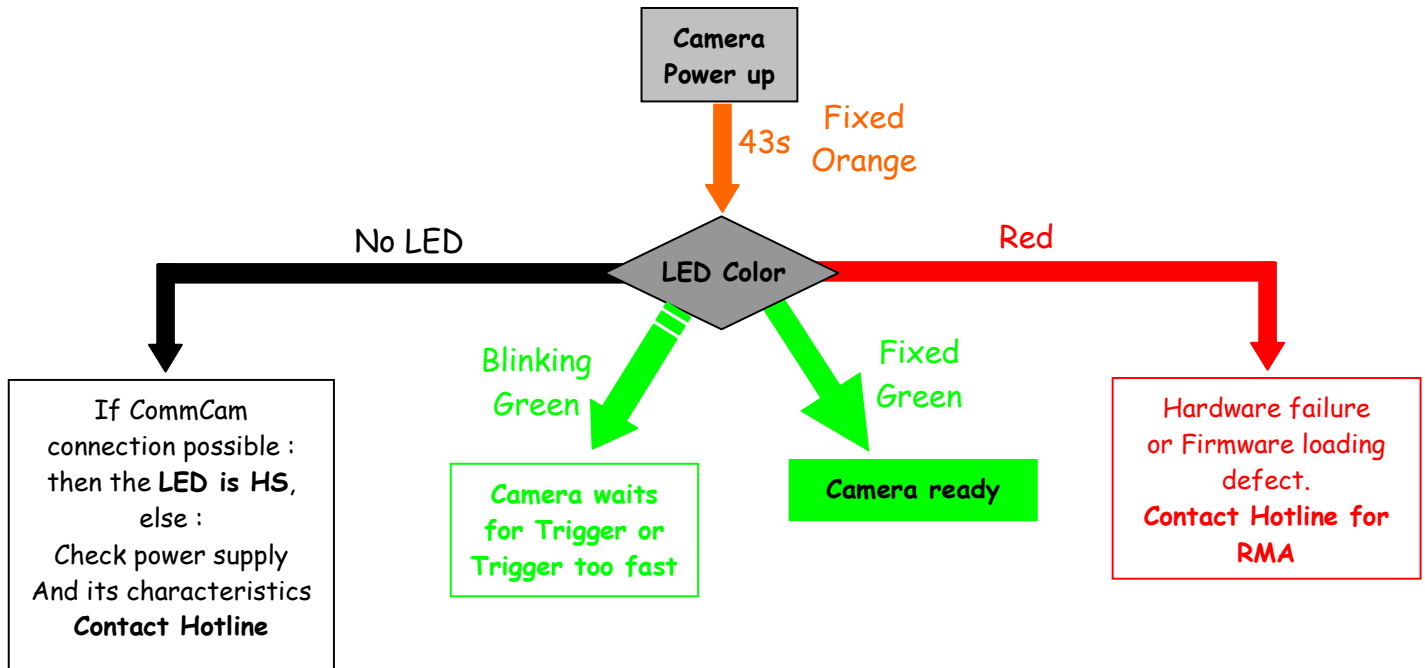 Camera
Power up
43s
Fixed
Orange
No LED
LED Color
Red
Blinking
Green
Fixed
Green
If CommCam
connection possible :
then the LED is HS,
else :
Check power supply
And its characteristics
Contact Hotline
Camera waits
for Trigger or
Trigger too fast
Camera ready
Hardware failure
or Firmware loading
defect.
Contact Hotline for
RMA